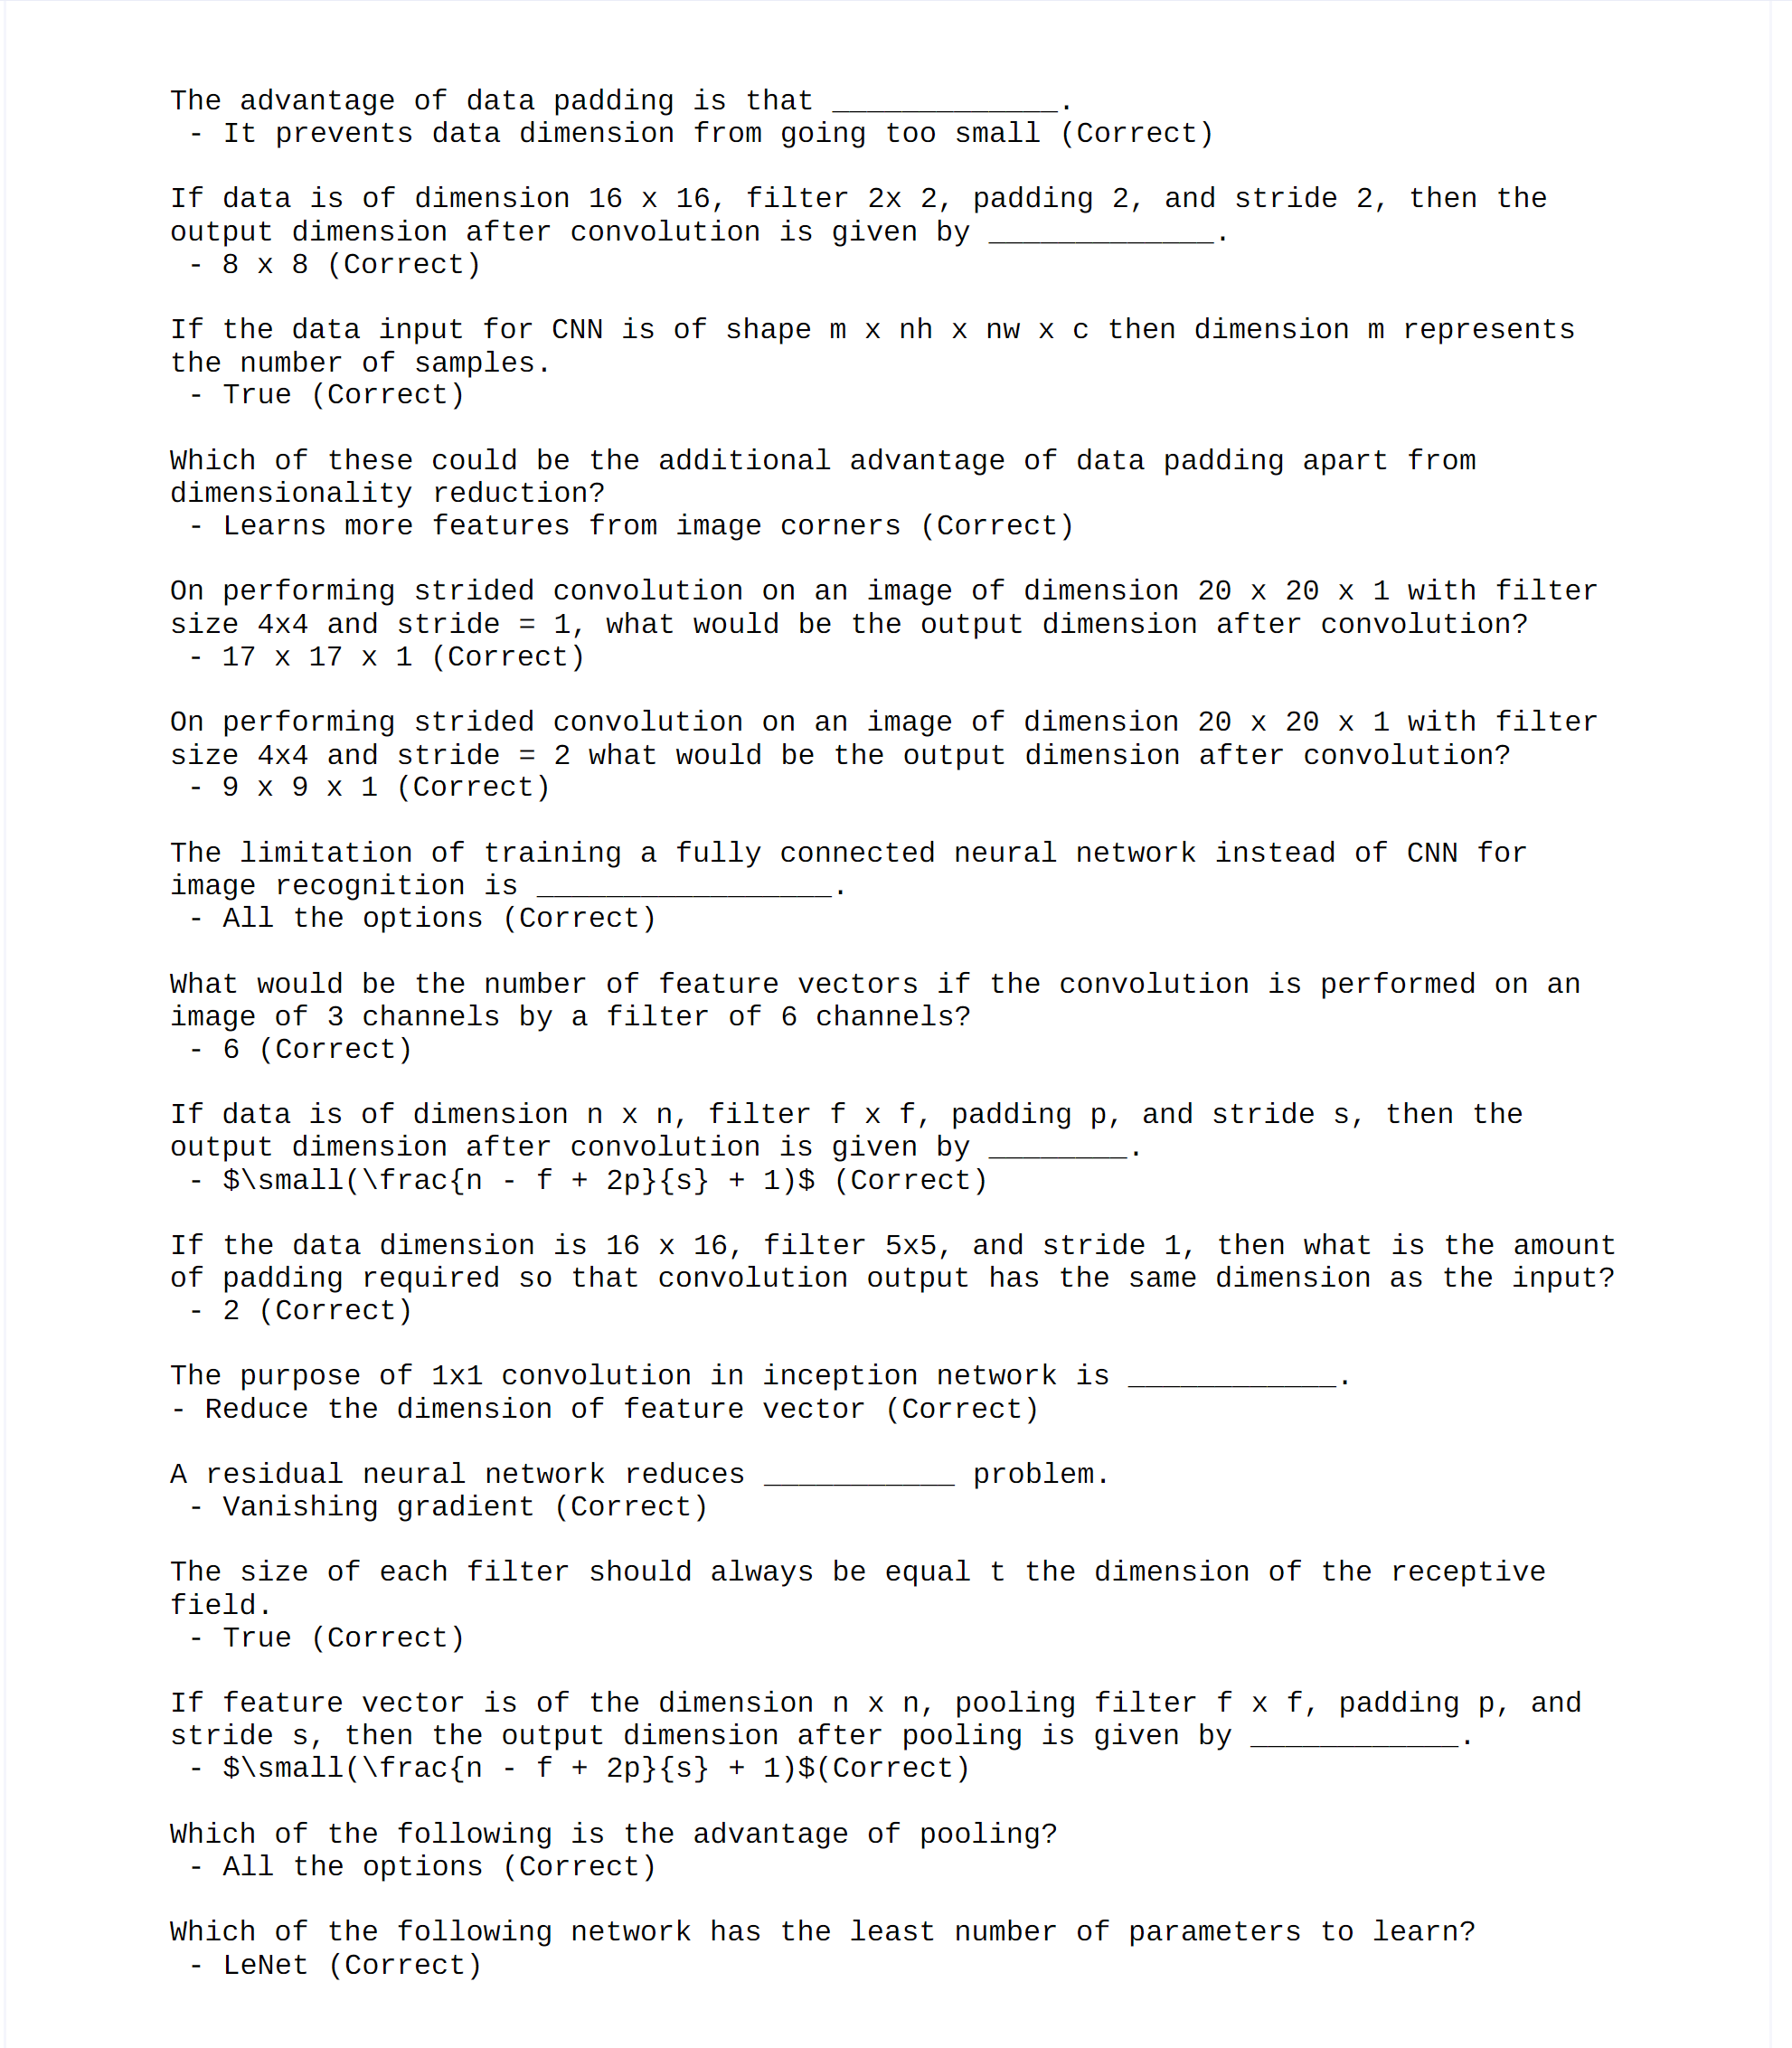 The advantage of data padding is that _____________.
 - It prevents data dimension from going too small (Correct)
If data is of dimension 16 x 16, filter 2x 2, padding 2, and stride 2, then the
output dimension after convolution is given by _____________.
 - 8 x 8 (Correct)
If the data input for CNN is of shape m x nh x nw x c then dimension m represents
the number of samples.
 - True (Correct)
Which of these could be the additional advantage of data padding apart from
dimensionality reduction?
 - Learns more features from image corners (Correct)
On performing strided convolution on an image of dimension 20 x 20 x 1 with filter
size 4x4 and stride = 1, what would be the output dimension after convolution?
 - 17 x 17 x 1 (Correct)
On performing strided convolution on an image of dimension 20 x 20 x 1 with filter
size 4x4 and stride = 2 what would be the output dimension after convolution?
 - 9 x 9 x 1 (Correct)
The limitation of training a fully connected neural network instead of CNN for
image recognition is _________________.
 - All the options (Correct)
What would be the number of feature vectors if the convolution is performed on an
image of 3 channels by a filter of 6 channels?
 - 6 (Correct)
If data is of dimension n x n, filter f x f, padding p, and stride s, then the
output dimension after convolution is given by ________.
 - $\small(\frac{n - f + 2p}{s} + 1)$ (Correct)
If the data dimension is 16 x 16, filter 5x5, and stride 1, then what is the amount
of padding required so that convolution output has the same dimension as the input?
 - 2 (Correct)
The purpose of 1x1 convolution in inception network is ____________.
- Reduce the dimension of feature vector (Correct)
A residual neural network reduces ___________ problem.
 - Vanishing gradient (Correct)
The size of each filter should always be equal t the dimension of the receptive
field.
 - True (Correct)
If feature vector is of the dimension n x n, pooling filter f x f, padding p, and
stride s, then the output dimension after pooling is given by ____________.
 - $\small(\frac{n - f + 2p}{s} + 1)$(Correct)
Which of the following is the advantage of pooling?
 - All the options (Correct)
Which of the following network has the least number of parameters to learn?
 - LeNet (Correct)